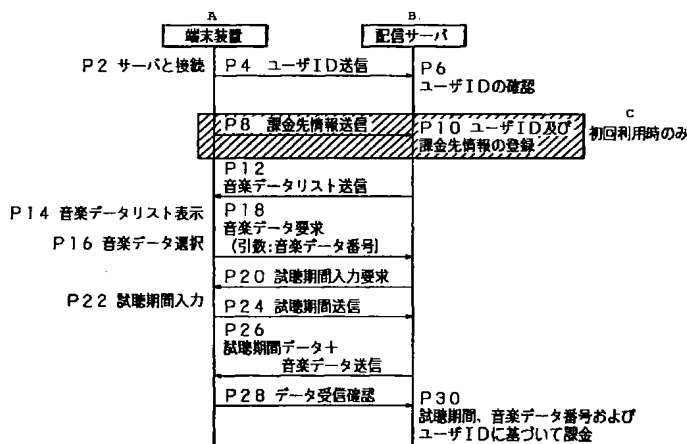 A
B
端末装置
配信サーバ
P2 サーバと接続
P4 ユーザID送信
P6
ユーザIDの確認
C
P8 課金先情報送信
P10 ユーザID及び
課金先情報の登録
初回利用時のみ
P12
音楽データリスト送信
P14 音楽データリスト表示
P18
音楽データ要求
(引数:音楽データ番号)
P16 音楽データ選択
P20 試聴期間入力要求
P22 試聴期間入力
P24 試聴期間送信
P26
試聴期間データ+
音楽データ送信
P28 データ受信確認
P30
試聴期間、音楽データ番号および
ユーザIDに基づいて課金